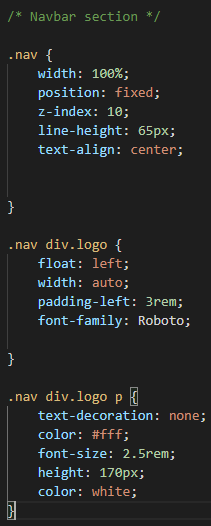 /* Navbar section */
.nav {
width: 100%;
position: fixed;
z-index: 10;
line-height: 65px;
text-align: center;
}
.nav div.logo {
float: left;
width: auto;
padding-left: 3rem;
font-family: Roboto;
}
.nav div.logo p {
text-decoration: none;
color: #fff;
font-size: 2.5rem;
height: 170px;
color: white;
}